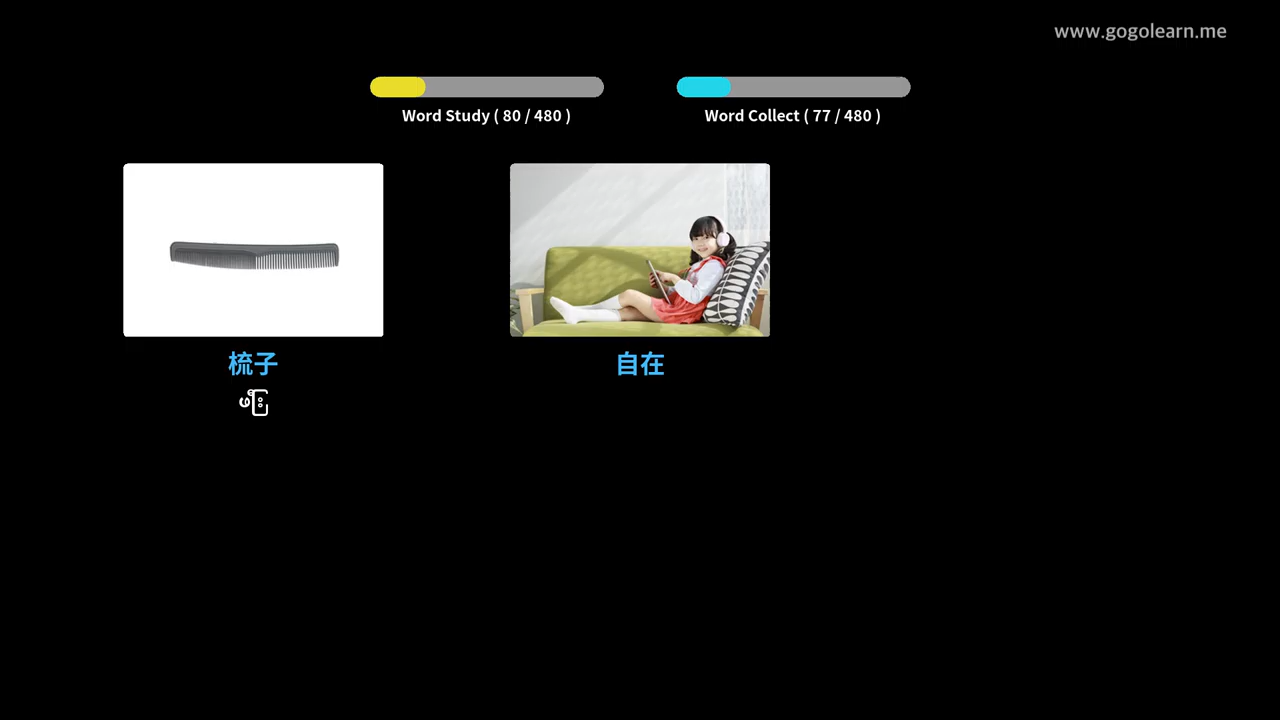 www.gogolearn.me
Word Study ( 80 / 480 )
Word Collect ( 77 / 480 )
梳子
自在
ဖြီး